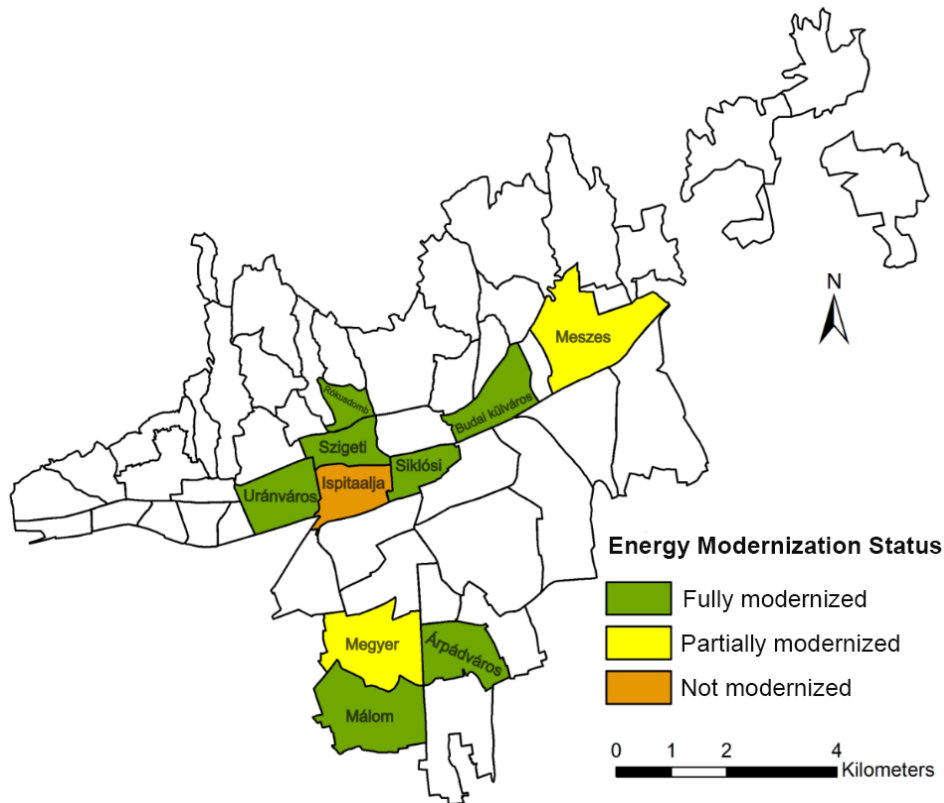 N
Meszes
Rókusdomb
Budai külváros
Szigeti
Siklósi
Ispitaalja
Uránváros
Megyer
Árpádváros
Málom
Energy Modernization Status
Fully modernized
Partially modernized
Not modernized
0 1 2 4
Kilometers